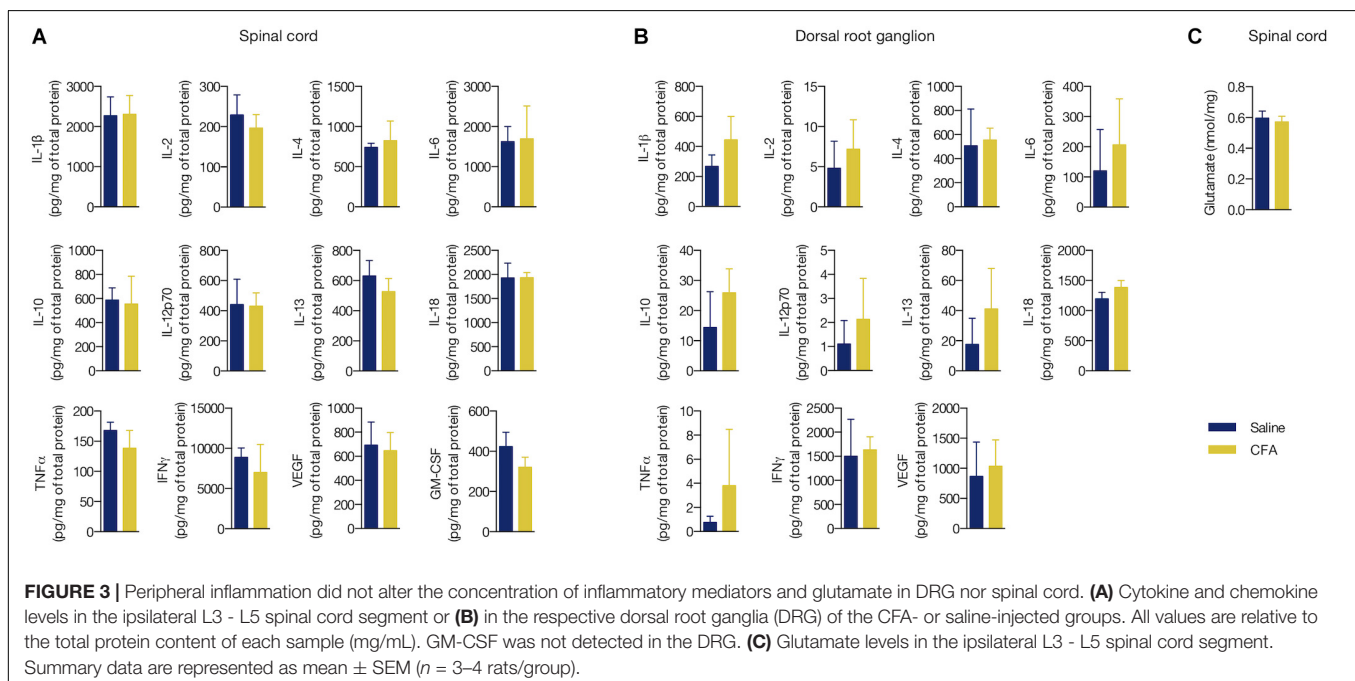 A Spinal cord
B Dorsal root ganglion
C Spinal cord
IL-1β
(pg/mg of total protein)
3000
2000
1000
0
IL-2
(pg/mg of total protein)
300
200
100
0
IL-4
(pg/mg of total protein)
1500
1000
500
0
IL-6
(pg/mg of total protein)
3000
2000
1000
0
IL-1β
(pg/mg of total protein)
800
600
400
200
0
IL-2
(pg/mg of total protein)
15
10
5
0
IL-4
(pg/mg of total protein)
1000
800
600
400
200
0
IL-6
(pg/mg of total protein)
400
300
200
100
0
Glutamate (nmol/mg)
0.8
0.6
0.4
0.2
0.0
IL-10
(pg/mg of total protein)
1000
800
600
400
200
0
IL-12p70
(pg/mg of total protein)
800
600
400
200
0
IL-13
(pg/mg of total protein)
800
600
400
200
0
IL-18
(pg/mg of total protein)
2500
2000
1500
1000
500
0
IL-10
(pg/mg of total protein)
40
30
20
10
0
IL-12p70
(pg/mg of total protein)
5
4
3
2
1
0
IL-13
(pg/mg of total protein)
80
60
40
20
0
IL-18
(pg/mg of total protein)
2000
1500
1000
500
0
TNFα
(pg/mg of total protein)
200
150
100
50
0
IFNγ
(pg/mg of total protein)
15000
10000
5000
0
VEGF
(pg/mg of total protein)
1000
800
600
400
200
0
GM-CSF
(pg/mg of total protein)
600
400
200
0
TNFα
(pg/mg of total protein)
10
8
6
4
2
0
IFNγ
(pg/mg of total protein)
2500
2000
1500
1000
500
0
VEGF
(pg/mg of total protein)
2000
1500
1000
500
0
Saline
CFA
FIGURE 3 | Peripheral inflammation did not alter the concentration of inflammatory mediators and glutamate in DRG nor spinal cord. (A) Cytokine and chemokine
levels in the ipsilateral L3 - L5 spinal cord segment or (B) in the respective dorsal root ganglia (DRG) of the CFA- or saline-injected groups. All values are relative to
the total protein content of each sample (mg/mL). GM-CSF was not detected in the DRG. (C) Glutamate levels in the ipsilateral L3 - L5 spinal cord segment.
Summary data are represented as mean ± SEM (n = 3–4 rats/group).